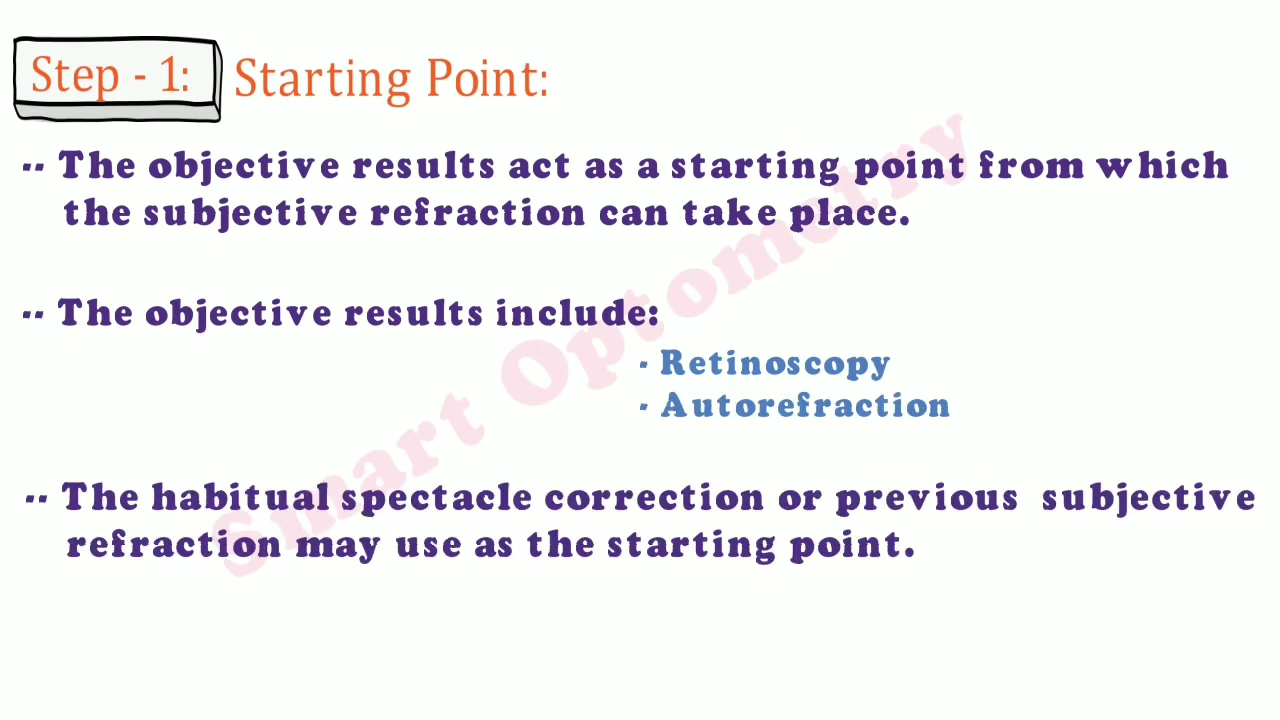 Step - 1: Starting Point:
-- The objective results act as a starting point from which
the subjective refraction can take place.
-- The objective results include:
- Retinoscopy
- Autorefraction
-- The habitual spectacle correction or previous subjective
refraction may use as the starting point.
Smart Optometry